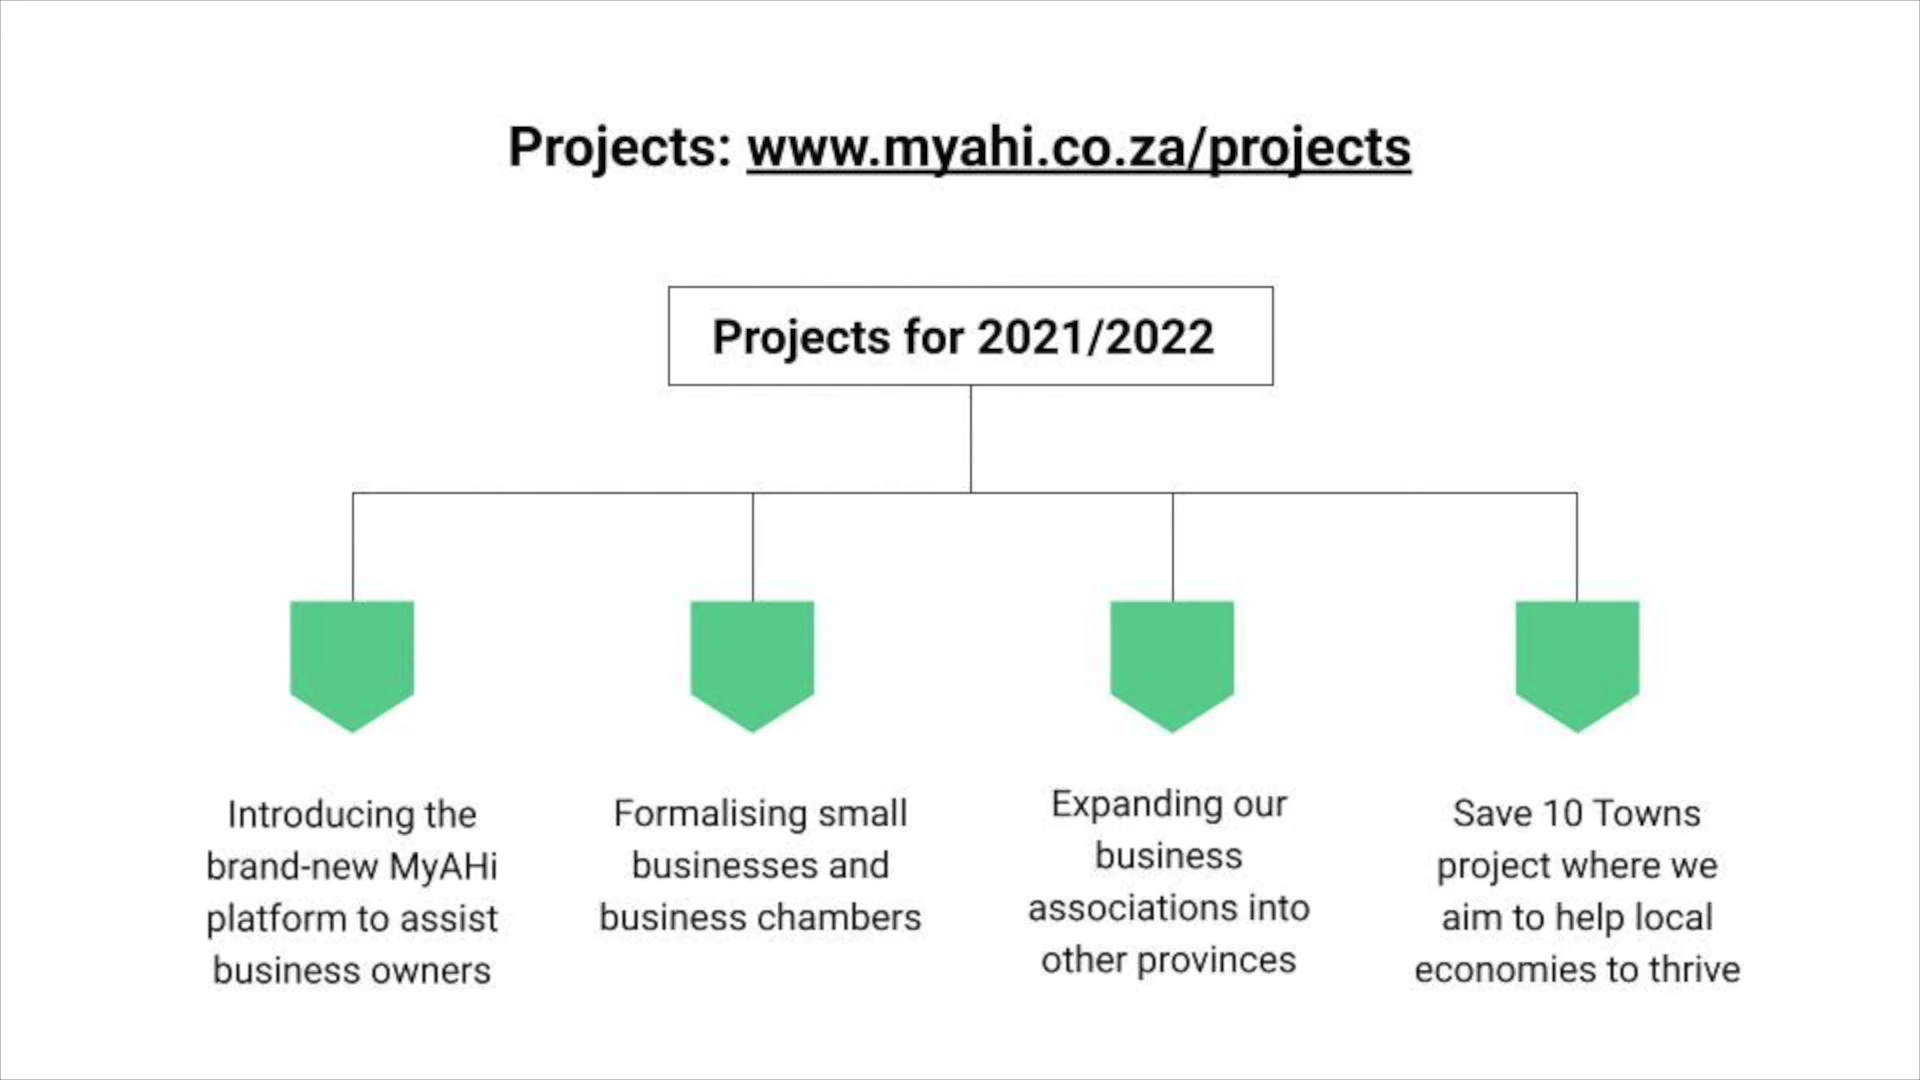 Projects: www.myahi.co.za/projects
Projects for 2021/2022
Introducing the
brand-new MyAHi
platform to assist
business owners
Formalising small
businesses and
business chambers
Expanding our
business
associations into
other provinces
Save 10 Towns
project where we
aim to help local
economies to thrive